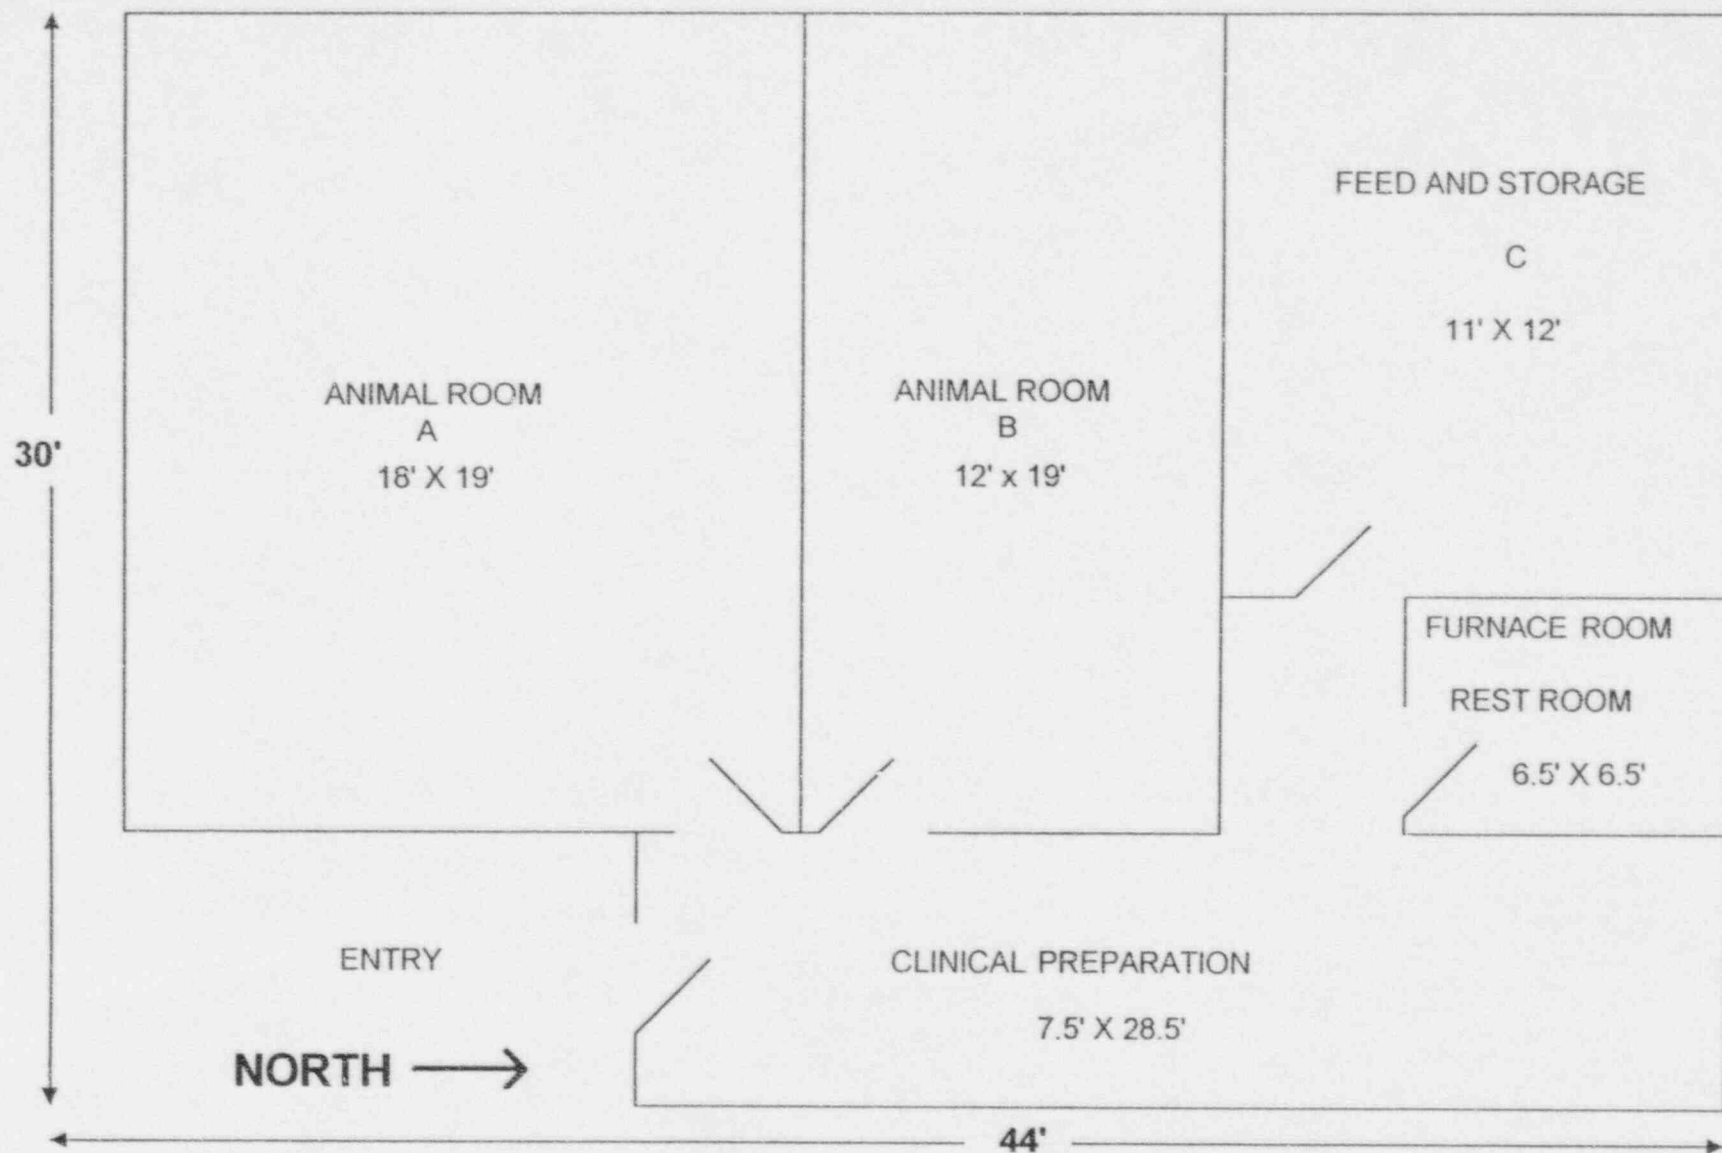 FEED AND STORAGE
C
11' X 12'
ANIMAL ROOM
A
18' X 19'
ANIMAL ROOM
B
12' x 19'
30'
FURNACE ROOM
REST ROOM
6.5' X 6.5'
ENTRY
CLINICAL PREPARATION
7.5' X 28.5'
NORTH
44'